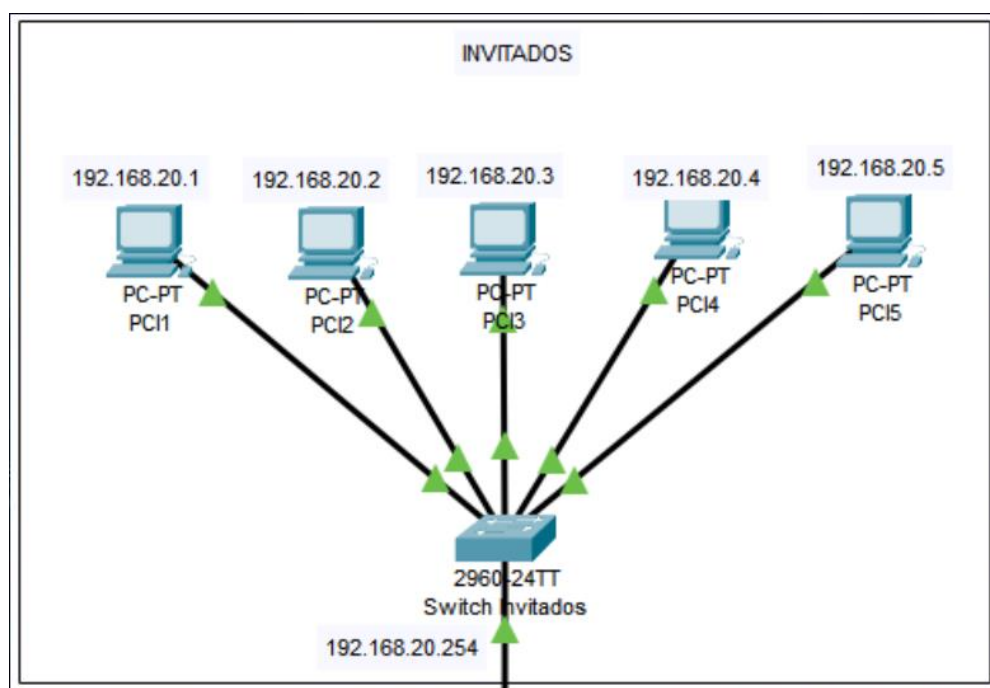 INVITADOS
192.168.20.1
192.168.20.2
192.168.20.3
192.168.20.4
192.168.20.5
PC-PT
PCI1
PC-PT
PCI2
PC-PT
PCI3
PC-PT
PCI4
PC-PT
PCI5
2960-24TT
Switch Invitados
192.168.20.254